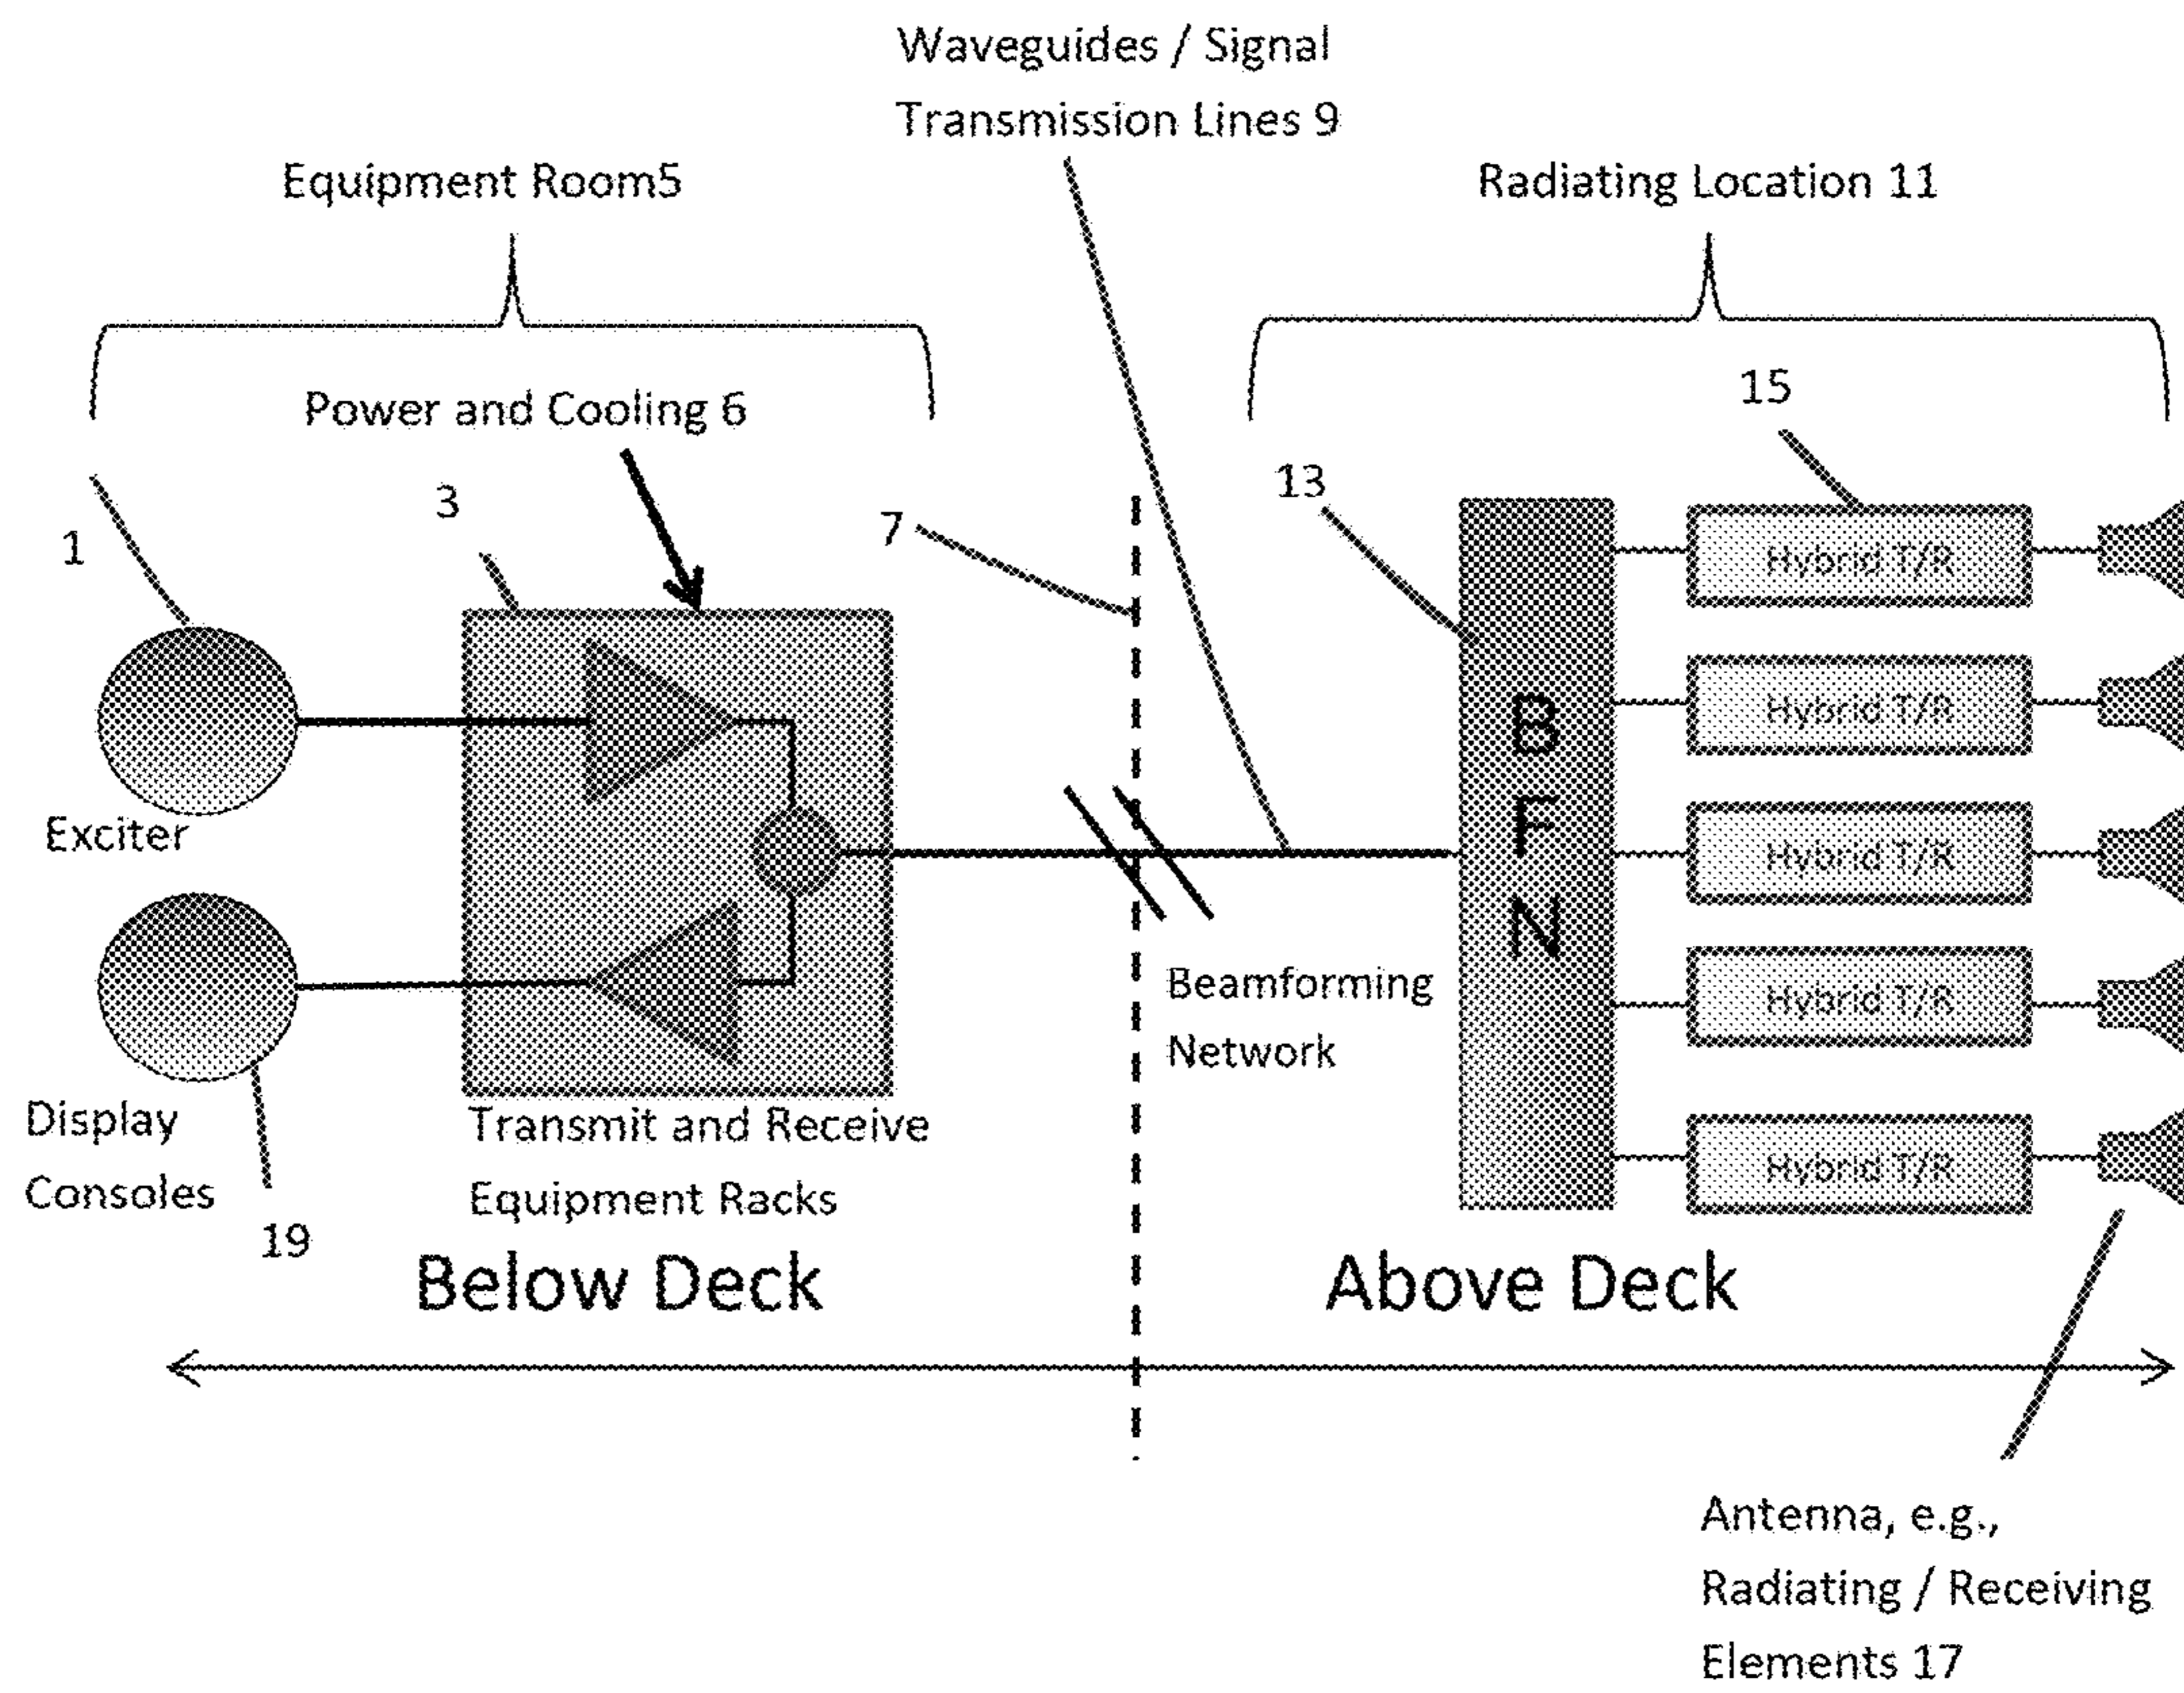 Waveguides / Signal
Transmission Lines 9
Equipment Room5
Radiating Location 11
Power and Cooling 6
15
13
3
7
1
Hybrid T/R
Hybrid T/R
Hybrid T/R
Hybrid T/R
Hybrid T/R
B
F
N
Exciter
Beamforming
Network
Display
Consoles
19
Transmit and Receive
Equipment Racks
Below Deck
Above Deck
Antenna, e.g.,
Radiating / Receiving
Elements 17